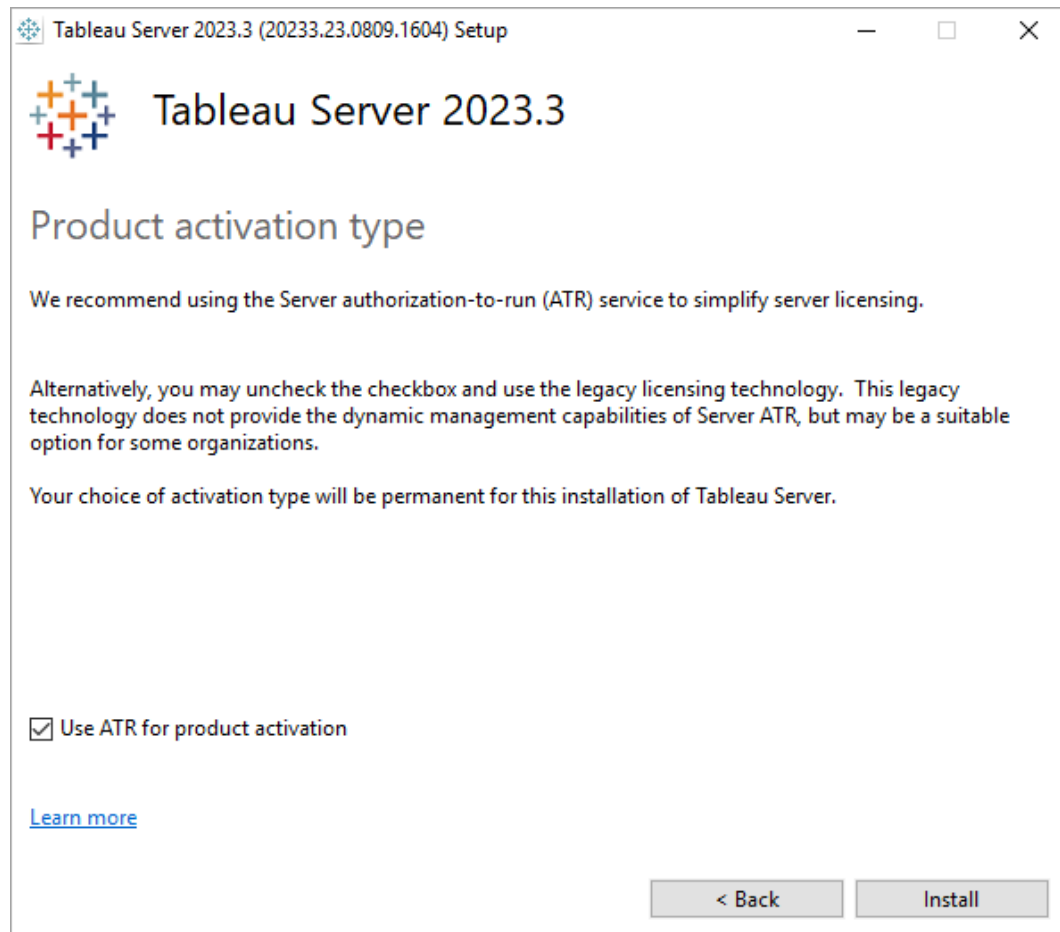 Tableau Server 2023.3 (20233.23.0809.1604) Setup
Tableau Server 2023.3
Product activation type
We recommend using the Server authorization-to-run (ATR) service to simplify server licensing.
Alternatively, you may uncheck the checkbox and use the legacy licensing technology.  This legacy
technology does not provide the dynamic management capabilities of Server ATR, but may be a suitable
option for some organizations.
Your choice of activation type will be permanent for this installation of Tableau Server.
Use ATR for product activation
Learn more
< Back
Install